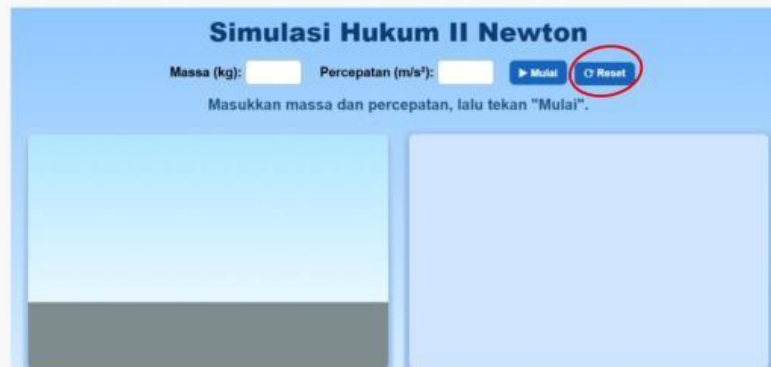 Simulasi Hukum II Newton
Massa (kg): Percepatan (m/s²): ▶ Mulai ⟳ Reset
Masukkan massa dan percepatan, lalu tekan "Mulai".